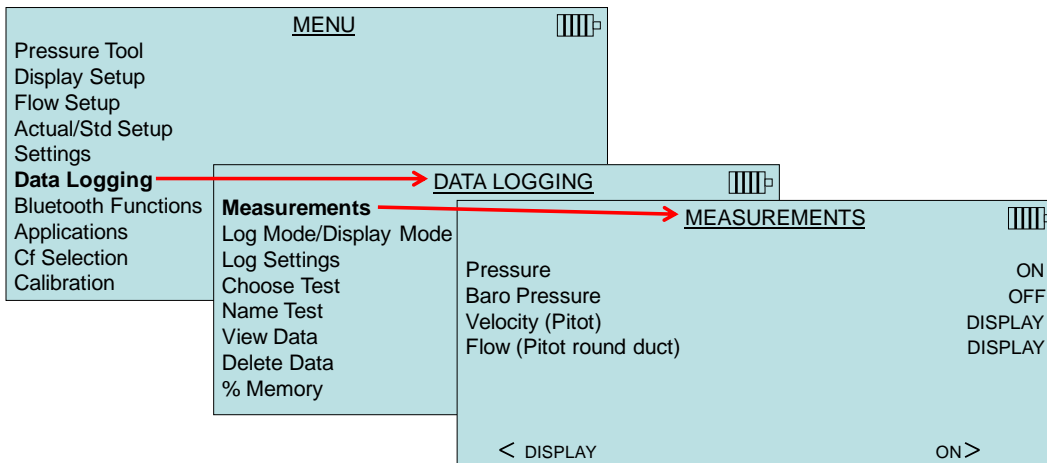 MENU
Pressure Tool
Display Setup
Flow Setup
Actual/Std Setup
Settings
Data Logging
Bluetooth Functions
Applications
Cf Selection
Calibration
DATA LOGGING
Measurements
Log Mode/Display Mode
Log Settings
Choose Test
Name Test
View Data
Delete Data
% Memory
MEASUREMENTS
Pressure ON
Baro Pressure OFF
Velocity (Pitot) DISPLAY
Flow (Pitot round duct) DISPLAY
< DISPLAY ON >